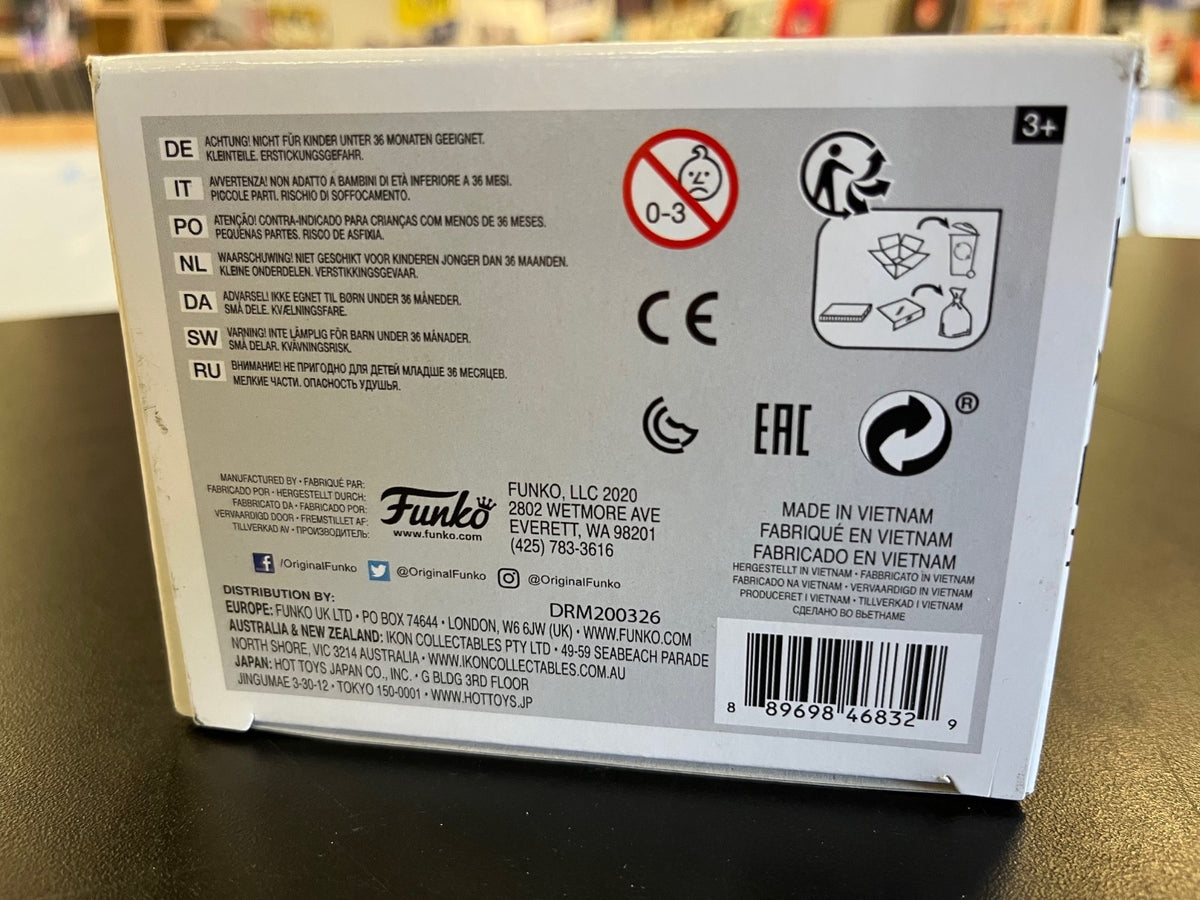 3+
DE ACHTUNG! NICHT FÜR KINDER UNTER 36 MONATEN GEEIGNET.
KLEINTEILE. ERSTICKUNGSGEFAHR.
IT AVVERTENZA! NON ADATTO A BAMBINI DI ETÀ INFERIORE A 36 MESI.
PICCOLE PARTI. RISCHIO DI SOFFOCAMENTO.
PO ATENÇÃO! CONTRA-INDICADO PARA CRIANÇAS COM MENOS DE 36 MESES.
PEQUENAS PARTES. RISCO DE ASFIXIA.
NL WAARSCHUWING! NIET GESCHIKT VOOR KINDEREN JONGER DAN 36 MAANDEN.
KLEINE ONDERDELEN. VERSTIKKINGSGEVAAR.
DA ADVARSEL! IKKE EGNET TIL BØRN UNDER 36 MÅNEDER.
SMÅ DELE. KVÆLNINGSFARE.
SW VARNING! INTE LÄMPLIG FÖR BARN UNDER 36 MÅNADER.
SMÅ DELAR. KVÄVNINGSRISK.
RU ВНИМАНИЕ! НЕ ПРИГОДНО ДЛЯ ДЕТЕЙ МЛАДШЕ 36 МЕСЯЦЕВ.
МЕЛКИЕ ЧАСТИ. ОПАСНОСТЬ УДУШЬЯ.
0-3
CE
EAC
®
MANUFACTURED BY • FABRIQUÉ PAR:
FABRICADO POR • HERGESTELLT DURCH:
FABBRICATO DA • FABRICADO POR:
VERVAARDIGD DOOR • FREMSTILLET AF:
TILLVERKAD AV • ПРОИЗВОДИТЕЛЬ:
Funko
www.funko.com
FUNKO, LLC 2020
2802 WETMORE AVE
EVERETT, WA 98201
(425) 783-3616
/OriginalFunko @OriginalFunko @OriginalFunko
MADE IN VIETNAM
FABRIQUÉ EN VIETNAM
FABRICADO EN VIETNAM
HERGESTELLT IN VIETNAM • FABBRICATO IN VIETNAM
FABRICADO NA VIETNAM • VERVAARDIGD IN VIETNAM
PRODUCERET I VIETNAM • TILLVERKAD I VIETNAM
СДЕЛАНО ВО ВЬЕТНАМЕ
DISTRIBUTION BY:
DRM200326
EUROPE: FUNKO UK LTD • PO BOX 74644 • LONDON, W6 6JW (UK) • WWW.FUNKO.COM
AUSTRALIA & NEW ZEALAND: IKON COLLECTABLES PTY LTD • 49-59 SEABEACH PARADE
NORTH SHORE, VIC 3214 AUSTRALIA • WWW.IKONCOLLECTABLES.COM.AU
JAPAN: HOT TOYS JAPAN CO., INC. • G BLDG 3RD FLOOR
JINGUMAE 3-30-12 • TOKYO 150-0001 • WWW.HOTTOYS.JP
8 89698 46832 9